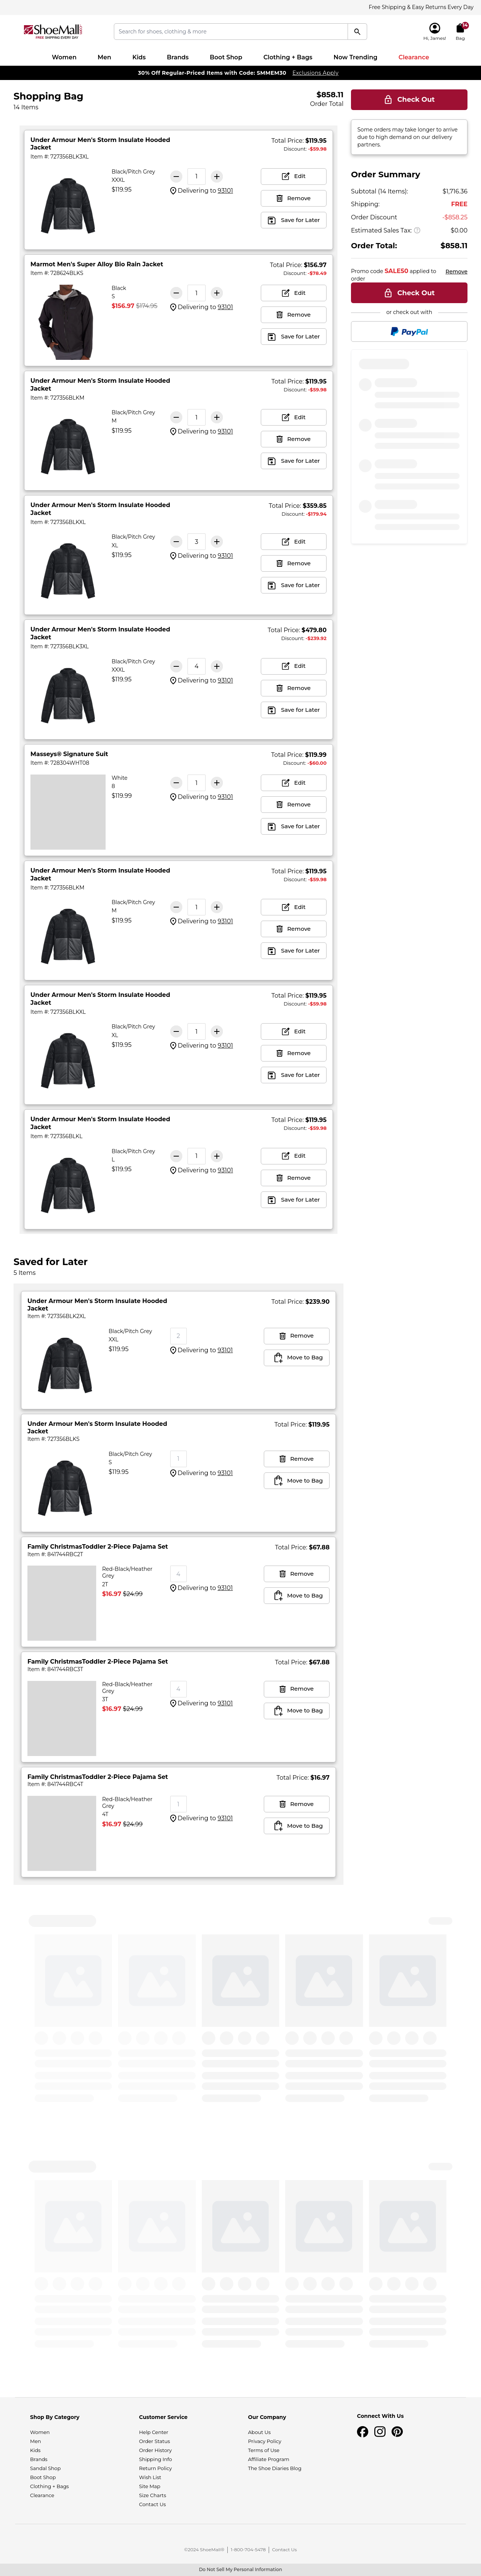 Free Shipping & Easy Returns Every Day
ShoeMall
FREE SHIPPING EVERY DAY
Search for shoes, clothing & more
Hi, James!
14
Bag
Women Men Kids Brands Boot Shop Clothing + Bags Now Trending Clearance
30% Off Regular-Priced Items with Code: SMMEM30 Exclusions Apply
Shopping Bag
14 Items
$858.11
Order Total
Under Armour Men's Storm Insulate Hooded
Jacket
Item #: 727356BLK3XL
Black/Pitch Grey
XXXL
$119.95
1
Delivering to 93101
Total Price: $119.95
Discount: -$59.98
Edit
Remove
Save for Later
Marmot Men's Super Alloy Bio Rain Jacket
Item #: 728624BLKS
Black
S
$156.97 $174.95
1
Delivering to 93101
Total Price: $156.97
Discount: -$78.49
Edit
Remove
Save for Later
Under Armour Men's Storm Insulate Hooded
Jacket
Item #: 727356BLKM
Black/Pitch Grey
M
$119.95
1
Delivering to 93101
Total Price: $119.95
Discount: -$59.98
Edit
Remove
Save for Later
Under Armour Men's Storm Insulate Hooded
Jacket
Item #: 727356BLKXL
Black/Pitch Grey
XL
$119.95
3
Delivering to 93101
Total Price: $359.85
Discount: -$179.94
Edit
Remove
Save for Later
Under Armour Men's Storm Insulate Hooded
Jacket
Item #: 727356BLK3XL
Black/Pitch Grey
XXXL
$119.95
4
Delivering to 93101
Total Price: $479.80
Discount: -$239.92
Edit
Remove
Save for Later
Masseys® Signature Suit
Item #: 728304WHT08
White
8
$119.99
1
Delivering to 93101
Total Price: $119.99
Discount: -$60.00
Edit
Remove
Save for Later
Under Armour Men's Storm Insulate Hooded
Jacket
Item #: 727356BLKM
Black/Pitch Grey
M
$119.95
1
Delivering to 93101
Total Price: $119.95
Discount: -$59.98
Edit
Remove
Save for Later
Under Armour Men's Storm Insulate Hooded
Jacket
Item #: 727356BLKXL
Black/Pitch Grey
XL
$119.95
1
Delivering to 93101
Total Price: $119.95
Discount: -$59.98
Edit
Remove
Save for Later
Under Armour Men's Storm Insulate Hooded
Jacket
Item #: 727356BLKL
Black/Pitch Grey
L
$119.95
1
Delivering to 93101
Total Price: $119.95
Discount: -$59.98
Edit
Remove
Save for Later
Check Out
Some orders may take longer to arrive
due to high demand on our delivery
partners.
Order Summary
Subtotal (14 Items): $1,716.36
Shipping: FREE
Order Discount -$858.25
Estimated Sales Tax: $0.00
Order Total: $858.11
Promo code SALE50 applied to
order
Remove
Check Out
or check out with
PayPal
Saved for Later
5 Items
Under Armour Men's Storm Insulate Hooded
Jacket
Item #: 727356BLK2XL
Black/Pitch Grey
XXL
$119.95
2
Delivering to 93101
Total Price: $239.90
Remove
Move to Bag
Under Armour Men's Storm Insulate Hooded
Jacket
Item #: 727356BLKS
Black/Pitch Grey
S
$119.95
1
Delivering to 93101
Total Price: $119.95
Remove
Move to Bag
Family ChristmasToddler 2-Piece Pajama Set
Item #: 841744RBC2T
Red-Black/Heather
Grey
2T
$16.97 $24.99
4
Delivering to 93101
Total Price: $67.88
Remove
Move to Bag
Family ChristmasToddler 2-Piece Pajama Set
Item #: 841744RBC3T
Red-Black/Heather
Grey
3T
$16.97 $24.99
4
Delivering to 93101
Total Price: $67.88
Remove
Move to Bag
Family ChristmasToddler 2-Piece Pajama Set
Item #: 841744RBC4T
Red-Black/Heather
Grey
4T
$16.97 $24.99
1
Delivering to 93101
Total Price: $16.97
Remove
Move to Bag
Shop By Category
Women
Men
Kids
Brands
Sandal Shop
Boot Shop
Clothing + Bags
Clearance
Customer Service
Help Center
Order Status
Order History
Shipping Info
Return Policy
Wish List
Site Map
Size Charts
Contact Us
Our Company
About Us
Privacy Policy
Terms of Use
Affiliate Program
The Shoe Diaries Blog
Connect With Us
©2024 ShoeMall® | 1-800-704-5478 | Contact Us
Do Not Sell My Personal Information